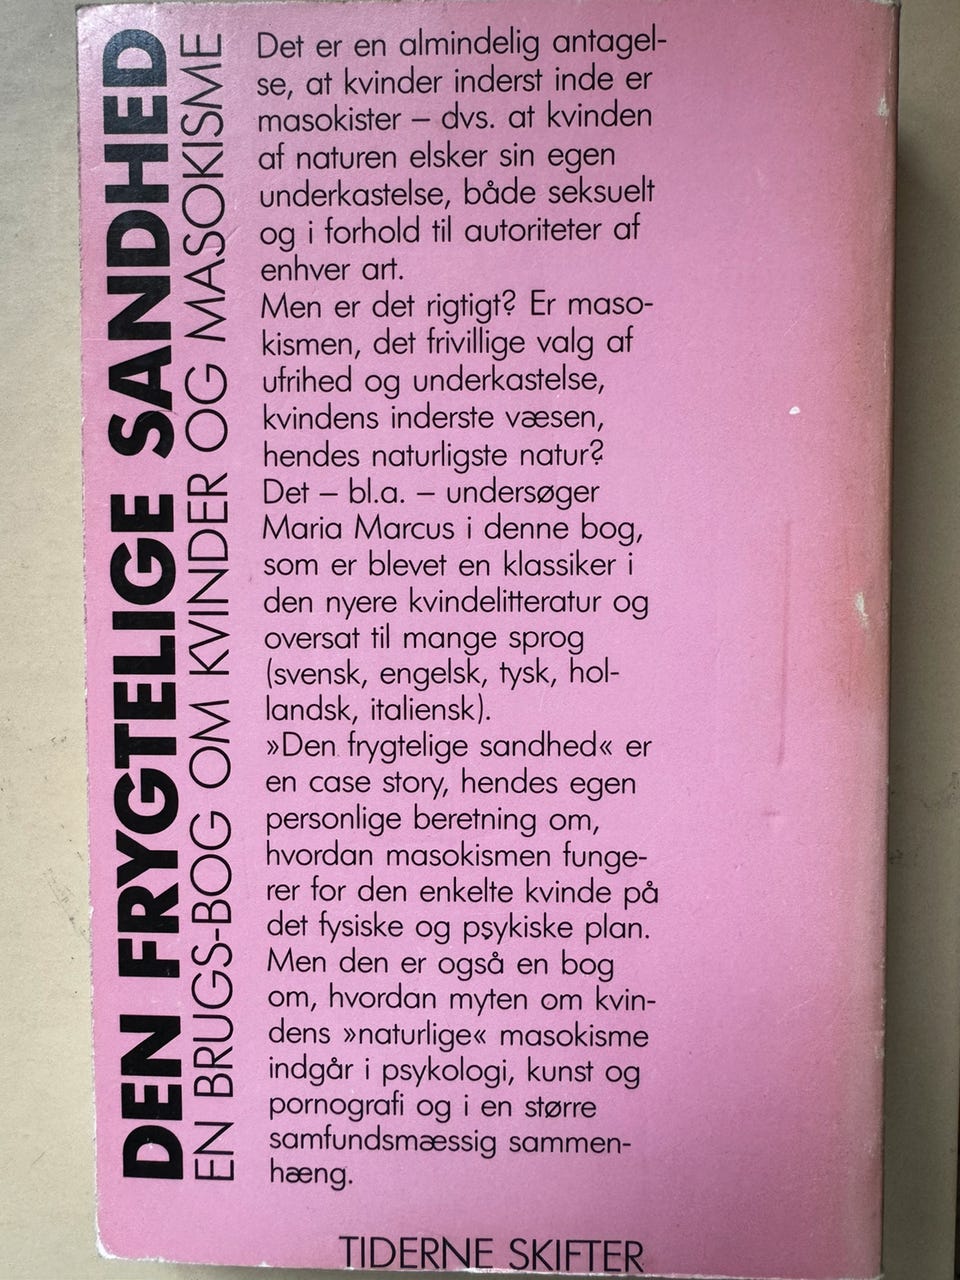 DEN FRYGTELIGE SANDHED
EN BRUGS-BOG OM KVINDER OG MASOKISME
Det er en almindelig antagel-
se, at kvinder inderst inde er
masokister – dvs. at kvinden
af naturen elsker sin egen
underkastelse, både seksuelt
og i forhold til autoriteter af
enhver art.
Men er det rigtigt? Er maso-
kismen, det frivillige valg af
ufrihed og underkastelse,
kvindens inderste væsen,
hendes naturligste natur?
Det – bl.a. – undersøger
Maria Marcus i denne bog,
som er blevet en klassiker i
den nyere kvindelitteratur og
oversat til mange sprog
(svensk, engelsk, tysk, hol-
landsk, italiensk).
»Den frygtelige sandhed« er
en case story, hendes egen
personlige beretning om,
hvordan masokismen funge-
rer for den enkelte kvinde på
det fysiske og psykiske plan.
Men den er også en bog
om, hvordan myten om kvin-
dens »naturlige« masokisme
indgår i psykologi, kunst og
pornografi og i en større
samfundsmæssig sammen-
hæng.
TIDERNE SKIFTER